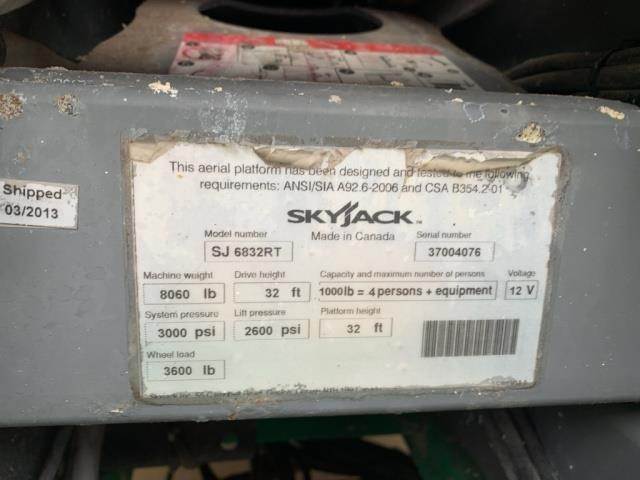 Shipped
03/2013
This aerial platform has been designed and tested to the following
requirements: ANSI/SIA A92.6-2006 and CSA B354.2-01
SKYJACK
Model number
Made in Canada
Serial number
SJ 6832RT
37004076
Machine weight
Drive height
Capacity and maximum number of persons
Voltage
8060 lb
32 ft
1000lb = 4 persons + equipment
12 V
System pressure
Lift pressure
Platform height
3000 psi
2600 psi
32 ft
Wheel load
3600 lb